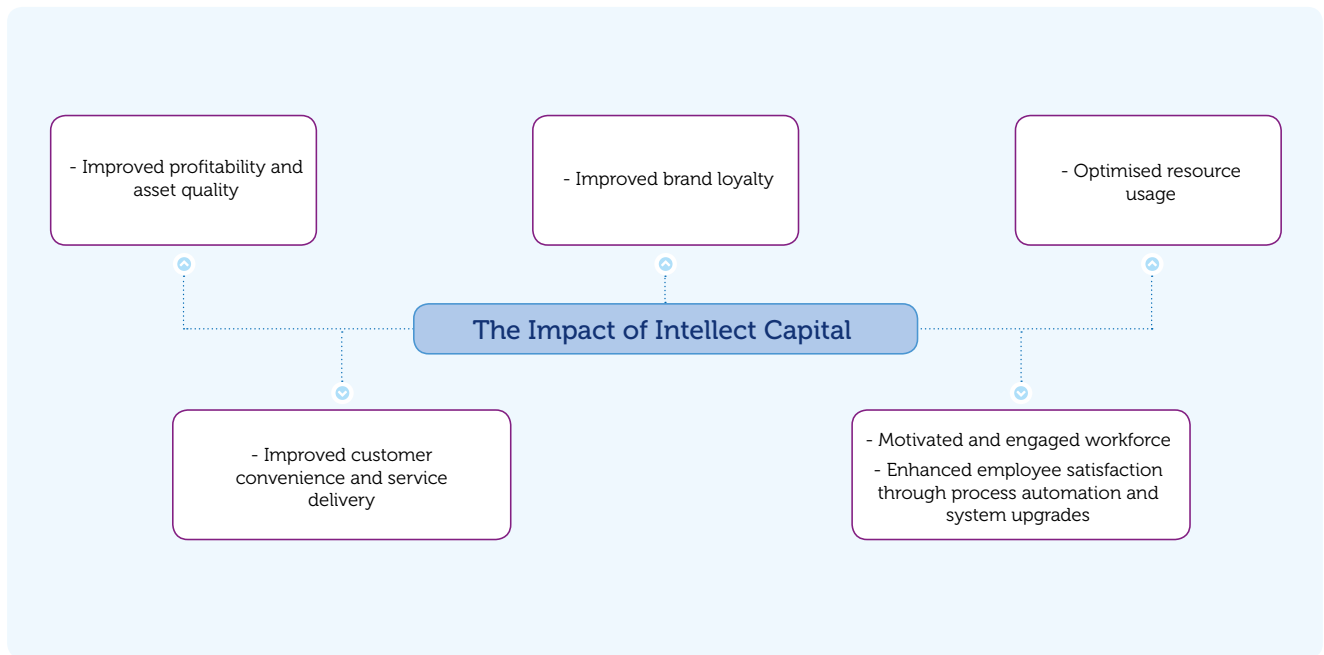 - Improved profitability and
asset quality
- Improved brand loyalty
- Optimised resource
usage
The Impact of Intellect Capital
- Improved customer
convenience and service
delivery
- Motivated and engaged workforce
- Enhanced employee satisfaction
through process automation and
system upgrades